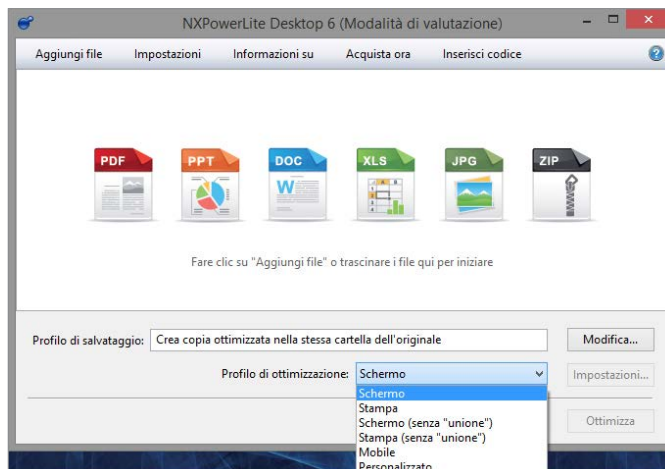 NXPowerLite Desktop 6 (Modalità di valutazione)
Aggiungi file Impostazioni Informazioni su Acquista ora Inserisci codice ?
PDF PPT DOC XLS JPG ZIP
W
Fare clic su "Aggiungi file" o trascinare i file qui per iniziare
Profilo di salvataggio: Crea copia ottimizzata nella stessa cartella dell'originale Modifica...
Profilo di ottimizzazione: Schermo Impostazioni...
Schermo
Stampa
Schermo (senza "unione") Ottimizza
Stampa (senza "unione")
Mobile
Personalizzato